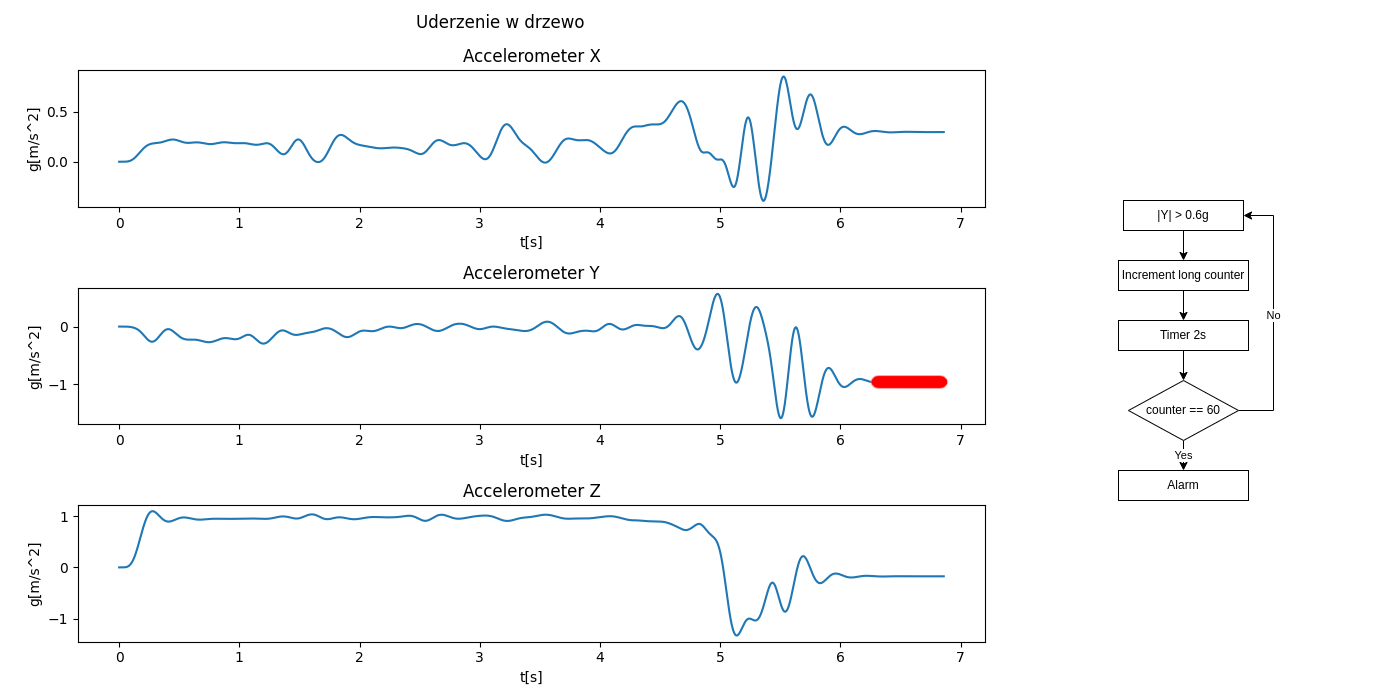 Uderzenie w drzewo
Accelerometer X
g[m/s^2]
0.5
0.0
0 1 2 3 4 5 6 7
t[s]
Accelerometer Y
g[m/s^2]
0
−1
0 1 2 3 4 5 6 7
t[s]
Accelerometer Z
g[m/s^2]
1
0
−1
0 1 2 3 4 5 6 7
t[s]
|Y| > 0.6g
Increment long counter
Timer 2s
counter == 60
No
Yes
Alarm